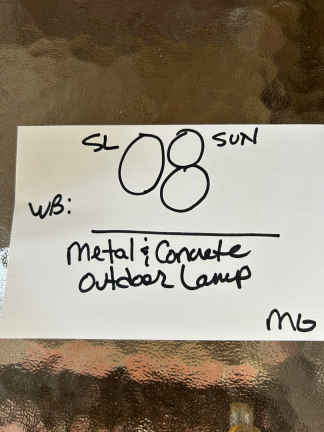 SL 08 SUN
WB:
Metal & Concrete
Outdoor Lamp
MG